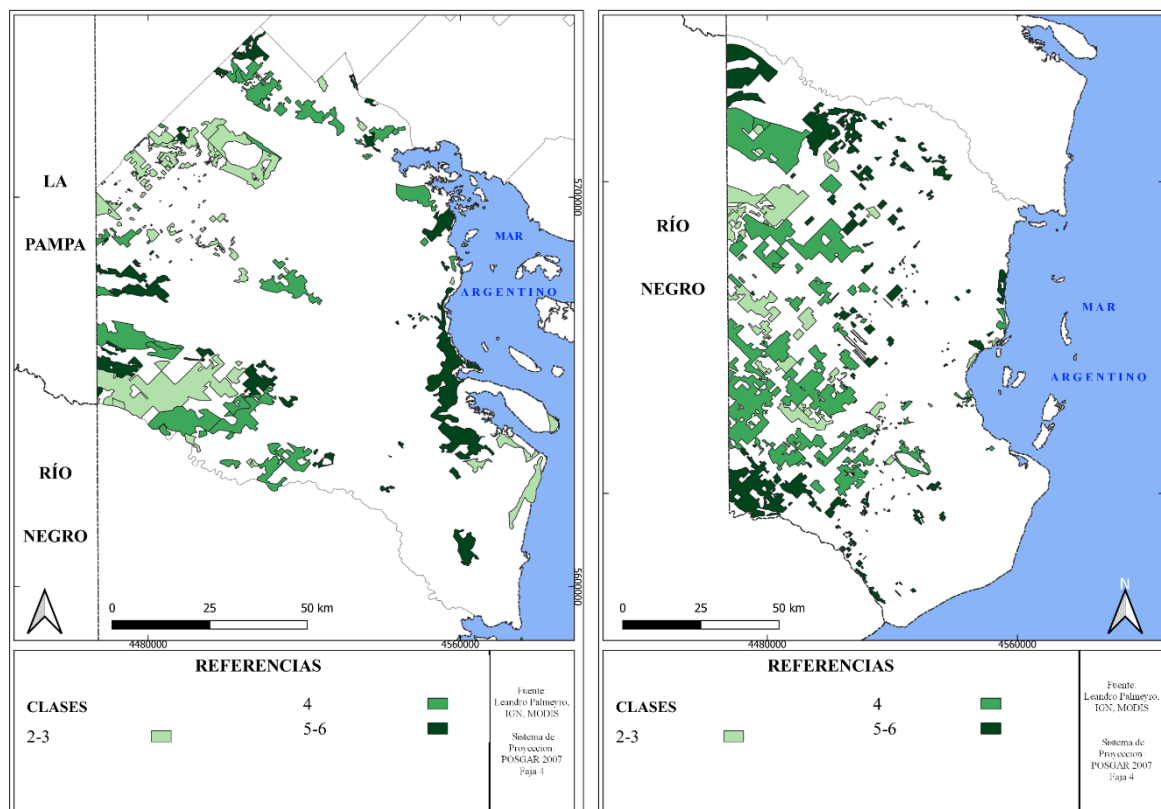 LA
PAMPA
RÍO
NEGRO
MAR
ARGENTINO
5700000
5600000
0 25 50 km
4480000 4560000
REFERENCIAS
CLASES
2-3
4
5-6
Fuente:
Leandro Palmeyro,
IGN, MODIS
Sistema de
Proyeccion:
POSGAR 2007
Faja 4
RÍO
NEGRO
MAR
ARGENTINO
N
0 25 50 km
4480000 4560000
REFERENCIAS
CLASES
2-3
4
5-6
Fuente:
Leandro Palmeyro,
IGN, MODIS
Sistema de
Proyeccion:
POSGAR 2007
Faja 4